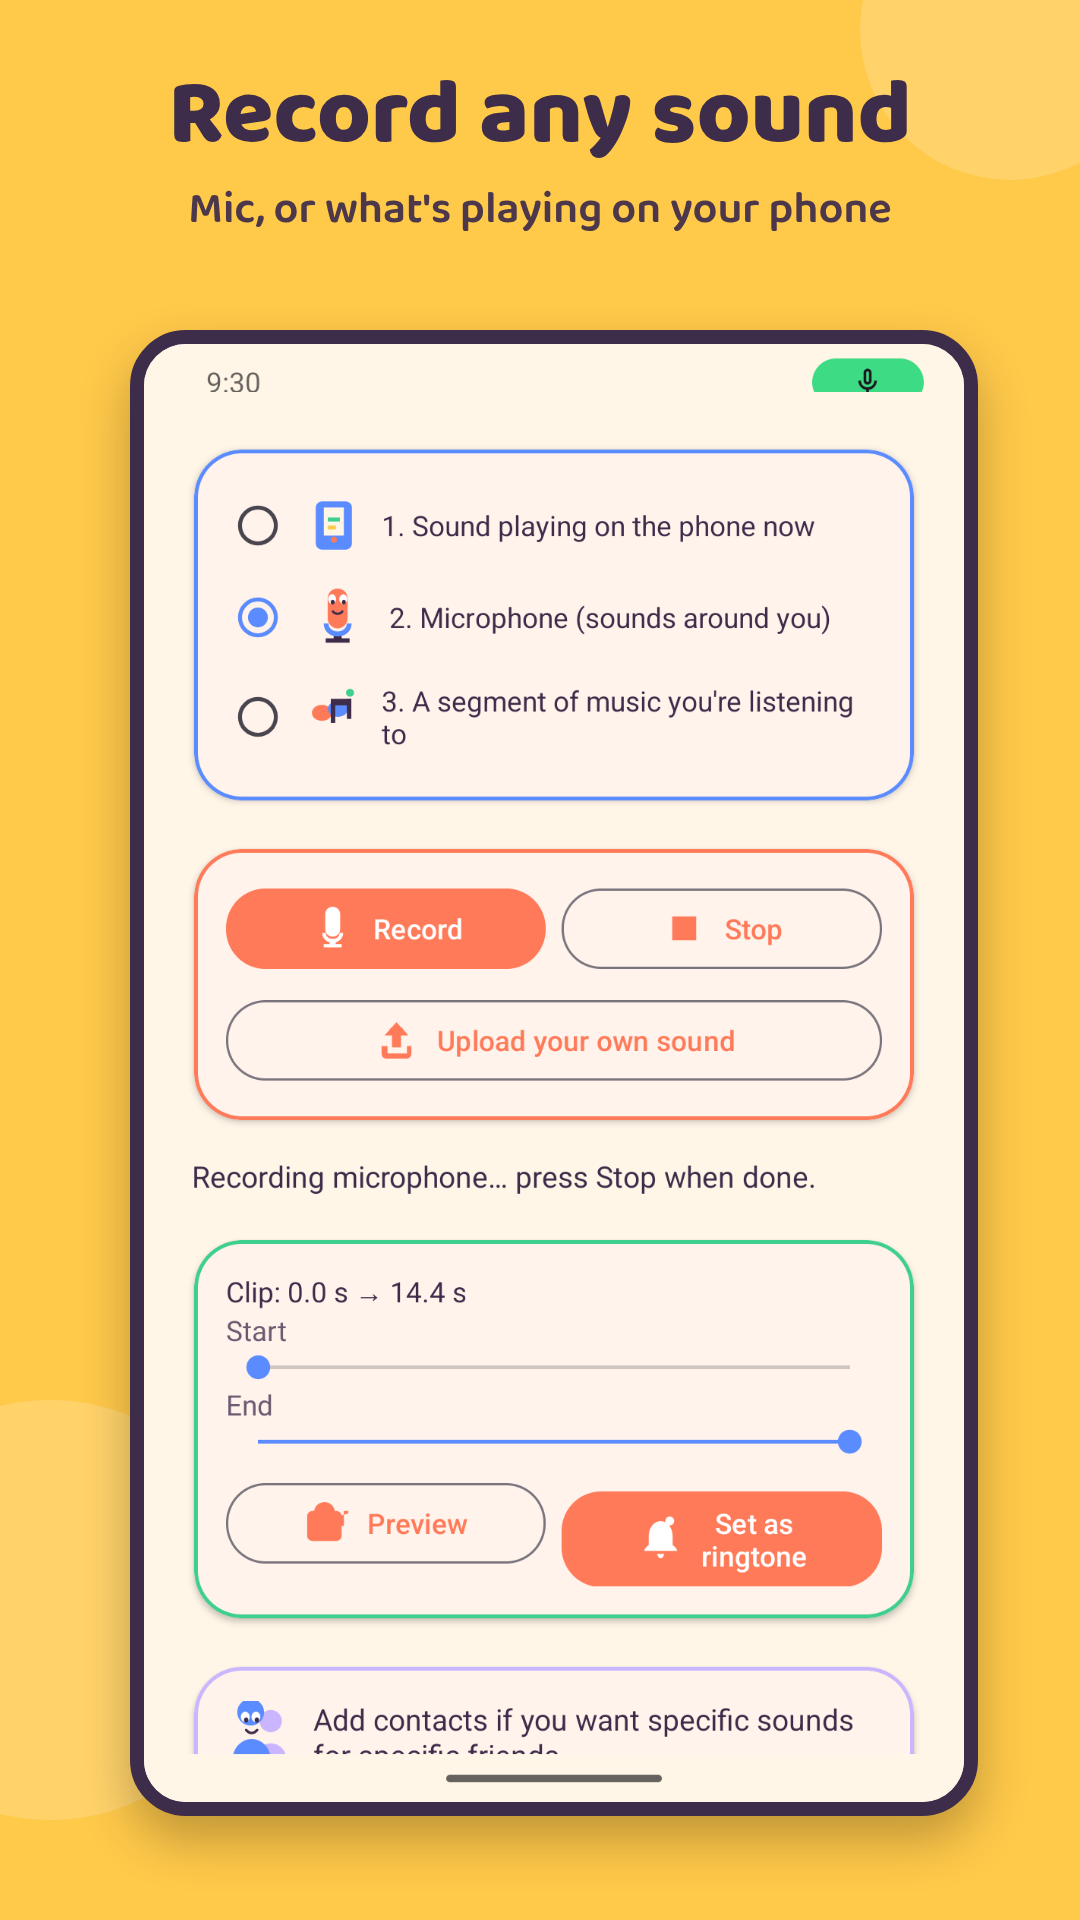 Record any sound
Mic, or what's playing on your phone
9:30
1. Sound playing on the phone now
2. Microphone (sounds around you)
3. A segment of music you're listening
to
Record
Stop
Upload your own sound
Recording microphone... press Stop when done.
Clip: 0.0 s → 14.4 s
Start
End
Preview
Set as
ringtone
Add contacts if you want specific sounds
for specific friends